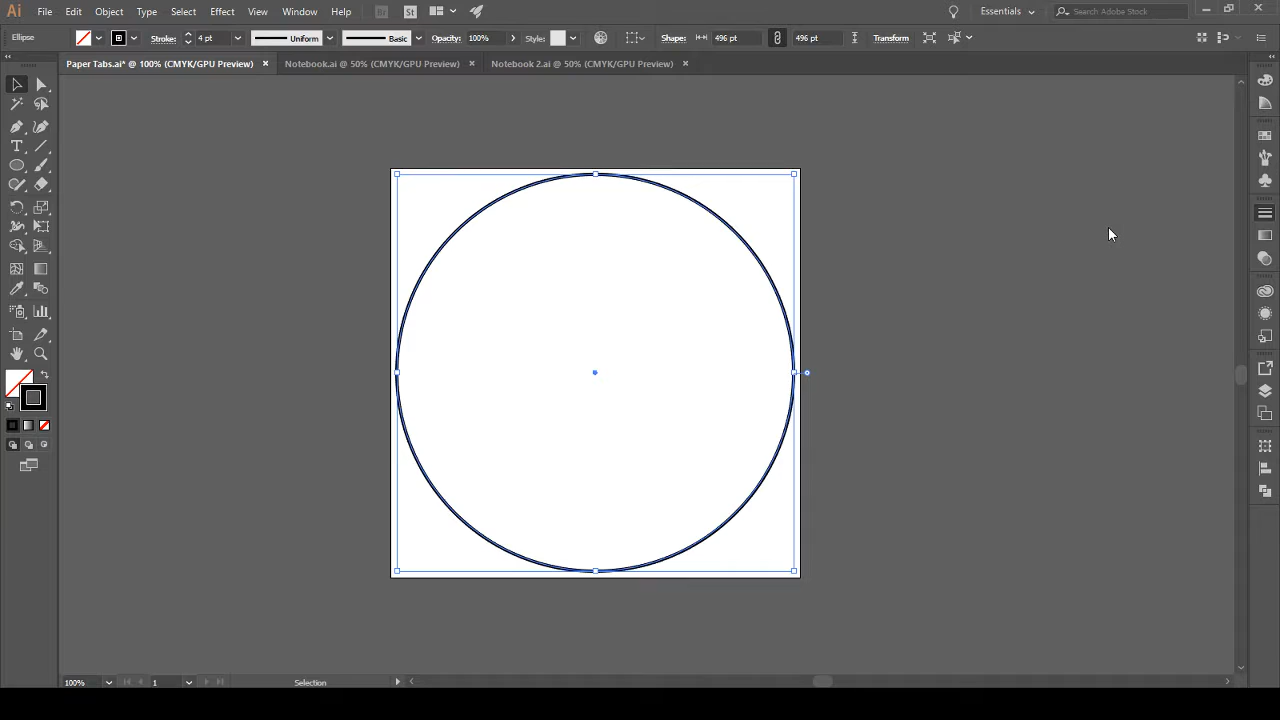 Ai File Edit Object Type Select Effect View Window Help Br St Essentials Search Adobe Stock
Ellipse Stroke: 4 pt Uniform Basic Opacity: 100% Style: Shape: 496 pt 496 pt Transform
Paper Tabs.ai* @ 100% (CMYK/GPU Preview) × Notebook.ai @ 50% (CMYK/GPU Preview) × Notebook 2.ai @ 50% (CMYK/GPU Preview) ×
100% 1 Selection